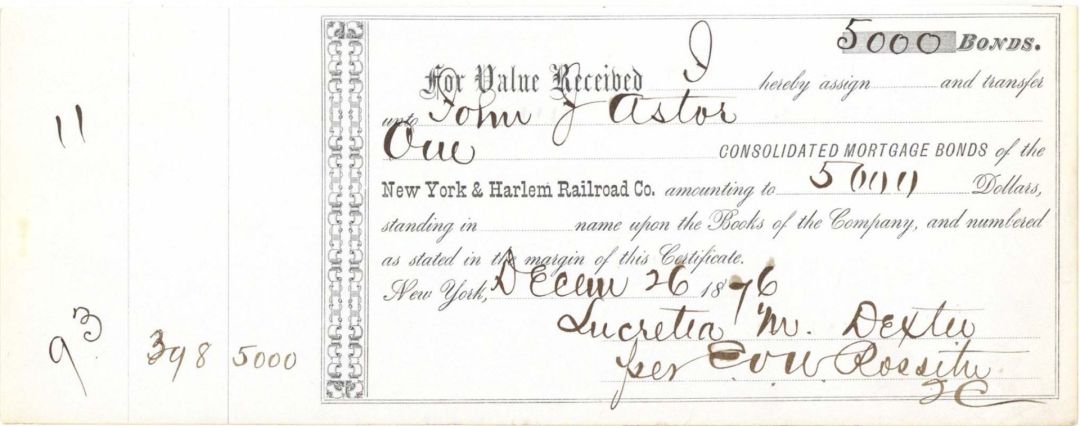 5000 BONDS.
For Value Received I hereby assign and transfer
unto John J Astor
One CONSOLIDATED MORTGAGE BONDS of the
New York & Harlem Railroad Co. amounting to 5000 Dollars,
standing in name upon the Books of the Company, and numbered
as stated in the margin of this Certificate.
New York, Decem 26 1876
Lucretia M. Dexter
per E.V.W. Rossiter
11
93
398 5000